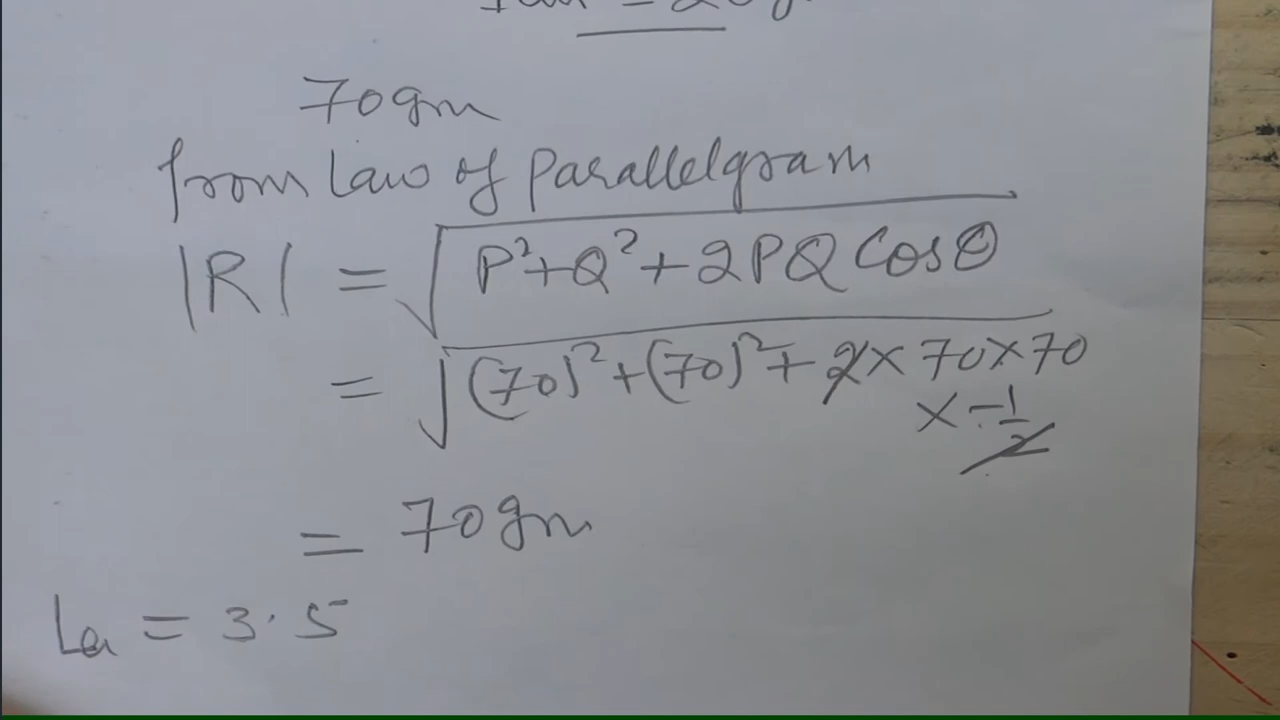 70gm
from Law of Parallelgram
|R| = √P²+Q²+2PQ Cosθ
= √(70)²+(70)²+2×70×70
×-1/2
= 70gm
La = 3.5